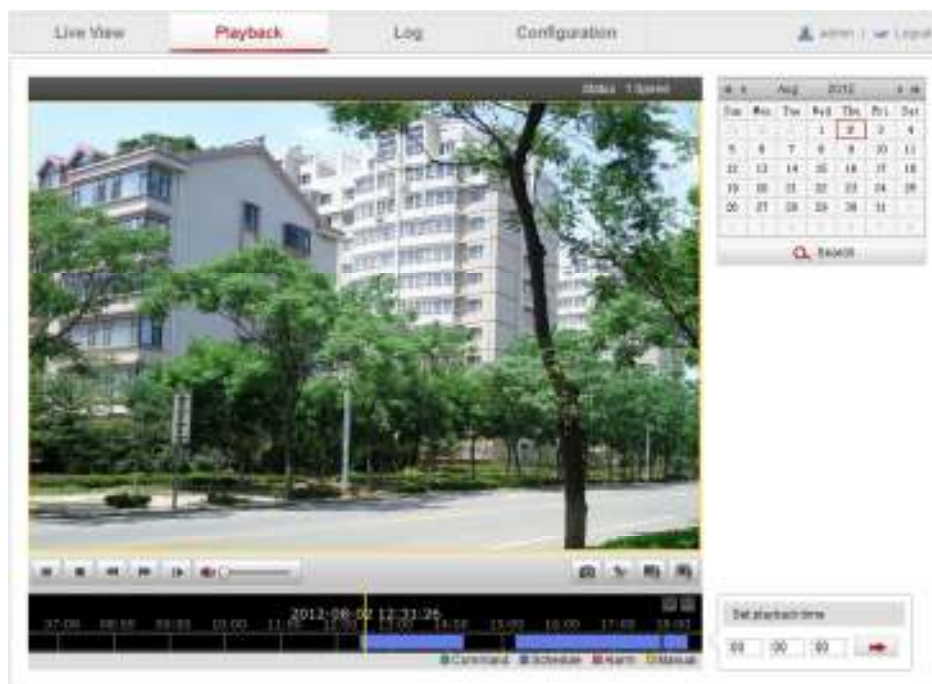 Live View Playback Log Configuration admin | Logout
Status 1 Speed
Aug 2012
Sun Mon Tue Wed Thu Fri Sat
1 2 3 4
5 6 7 8 9 10 11
12 13 14 15 16 17 18
19 20 21 22 23 24 25
26 27 28 29 30 31
Search
2012-08-02 12:31:26
07:00 08:00 09:00 10:00 11:00 12:00 13:00 14:00 15:00 16:00 17:00 18:00
Command Schedule Alarm Manual
Set playback time
00 :00 :00